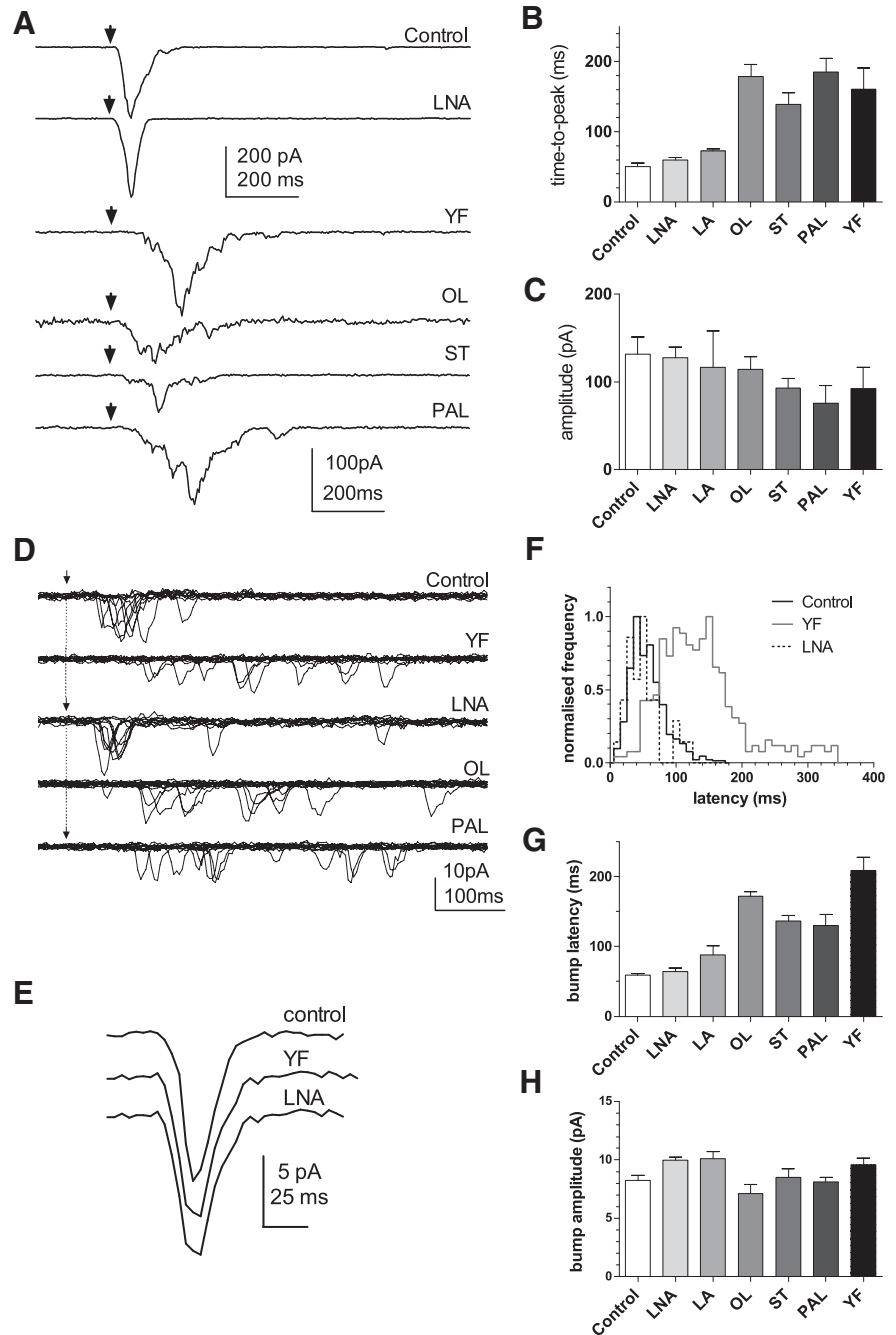 A
Control
LNA
200 pA
200 ms
YF
OL
ST
PAL
100pA
200ms
B
time-to-peak (ms)
200
100
0
Control
LNA
LA
OL
ST
PAL
YF
C
amplitude (pA)
200
100
0
Control
LNA
LA
OL
ST
PAL
YF
D
Control
YF
LNA
OL
PAL
10pA
100ms
E
control
YF
LNA
5 pA
25 ms
F
normalised frequency
1.0
0.5
0.0
0
100
200
300
400
latency (ms)
Control
YF
LNA
G
bump latency (ms)
200
100
0
Control
LNA
LA
OL
ST
PAL
YF
H
bump amplitude (pA)
15
10
5
0
Control
LNA
LA
OL
ST
PAL
YF